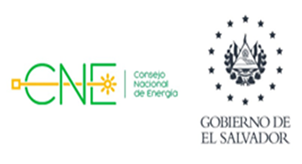 CNE
Consejo
Nacional
de Energía
GOBIERNO DE
EL SALVADOR